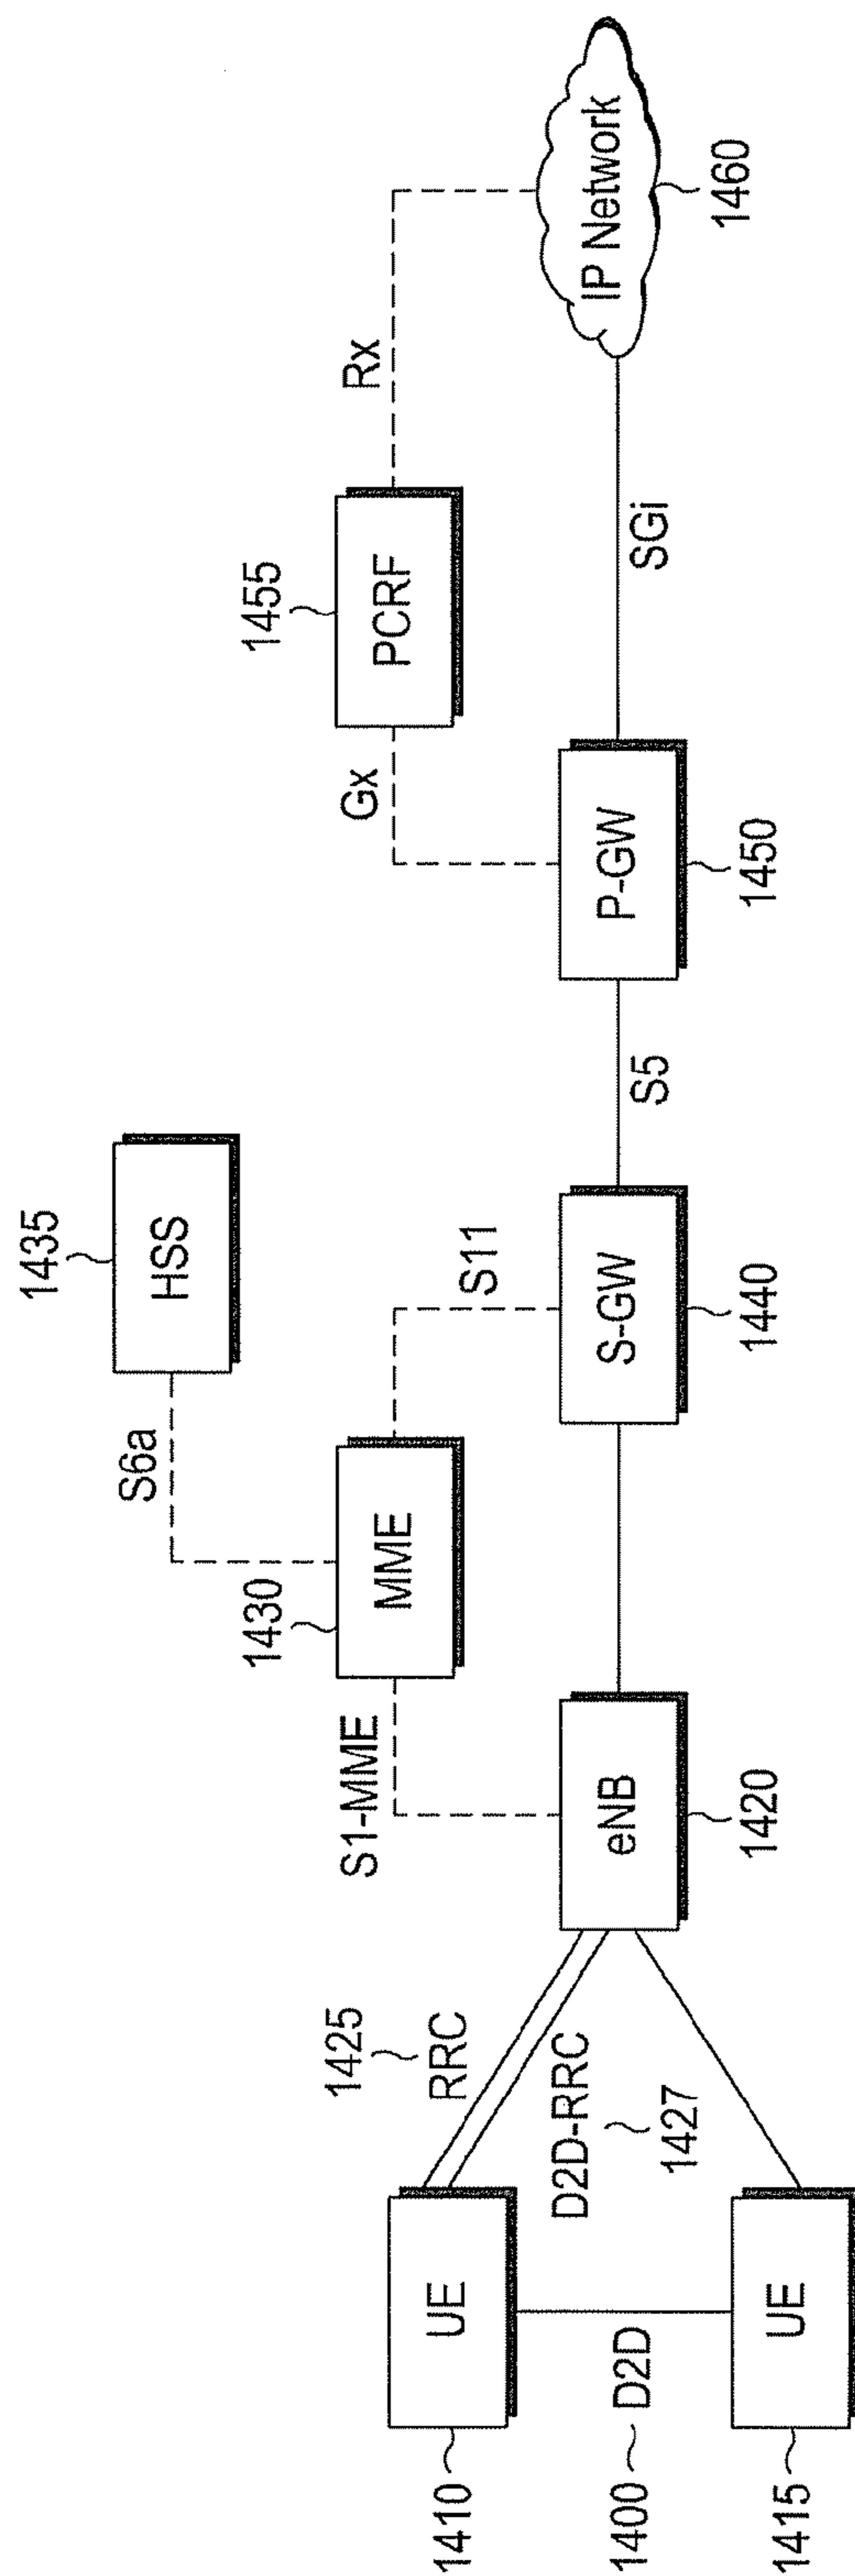 1435
HSS
S6a
1430
MME
S1-MME
S11
1455
PCRF
Gx
Rx
1425
RRC
D2D-RRC
1427
1410
UE
1400
D2D
1415
UE
eNB
1420
S-GW
1440
S5
P-GW
1450
SGi
IP Network
1460